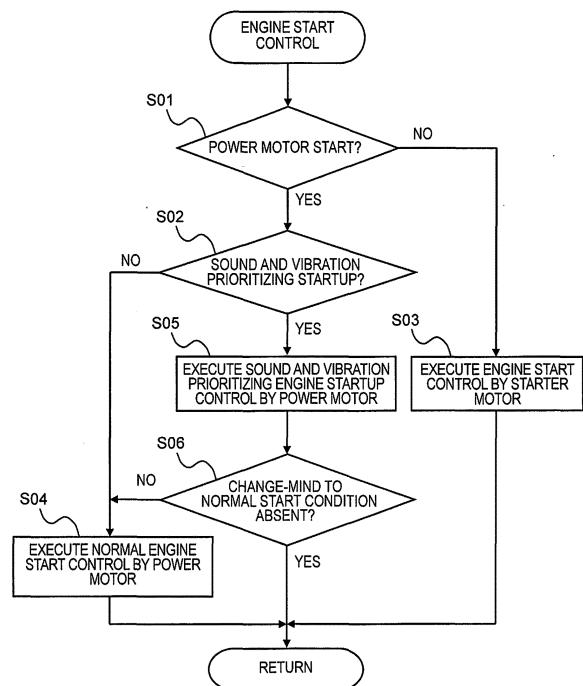 ENGINE START
CONTROL
S01
POWER MOTOR START?
NO
YES
S02
SOUND AND VIBRATION
PRIORITIZING STARTUP?
NO
YES
S05
EXECUTE SOUND AND VIBRATION
PRIORITIZING ENGINE STARTUP
CONTROL BY POWER MOTOR
S03
EXECUTE ENGINE START
CONTROL BY STARTER
MOTOR
S06
CHANGE-MIND TO
NORMAL START CONDITION
ABSENT?
NO
YES
S04
EXECUTE NORMAL ENGINE
START CONTROL BY POWER
MOTOR
RETURN